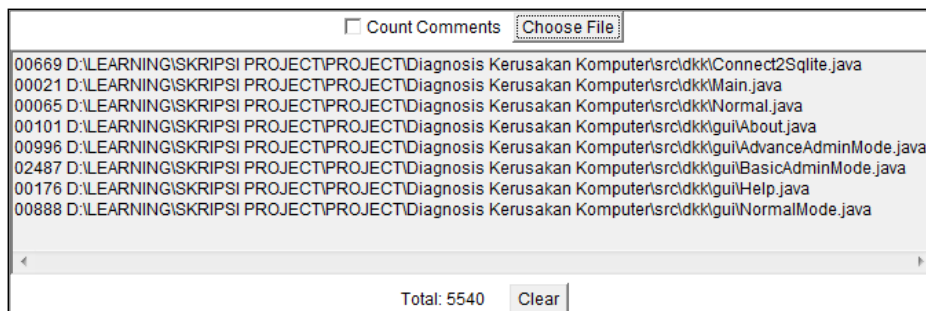 Count Comments Choose File
00669 D:\LEARNING\SKRIPSI PROJECT\PROJECT\Diagnosis Kerusakan Komputer\src\dkk\Connect2Sqlite.java
00021 D:\LEARNING\SKRIPSI PROJECT\PROJECT\Diagnosis Kerusakan Komputer\src\dkk\Main.java
00065 D:\LEARNING\SKRIPSI PROJECT\PROJECT\Diagnosis Kerusakan Komputer\src\dkk\Normal.java
00101 D:\LEARNING\SKRIPSI PROJECT\PROJECT\Diagnosis Kerusakan Komputer\src\dkk\gui\About.java
00996 D:\LEARNING\SKRIPSI PROJECT\PROJECT\Diagnosis Kerusakan Komputer\src\dkk\gui\AdvanceAdminMode.java
02487 D:\LEARNING\SKRIPSI PROJECT\PROJECT\Diagnosis Kerusakan Komputer\src\dkk\gui\BasicAdminMode.java
00176 D:\LEARNING\SKRIPSI PROJECT\PROJECT\Diagnosis Kerusakan Komputer\src\dkk\gui\Help.java
00888 D:\LEARNING\SKRIPSI PROJECT\PROJECT\Diagnosis Kerusakan Komputer\src\dkk\gui\NormalMode.java
Total: 5540 Clear